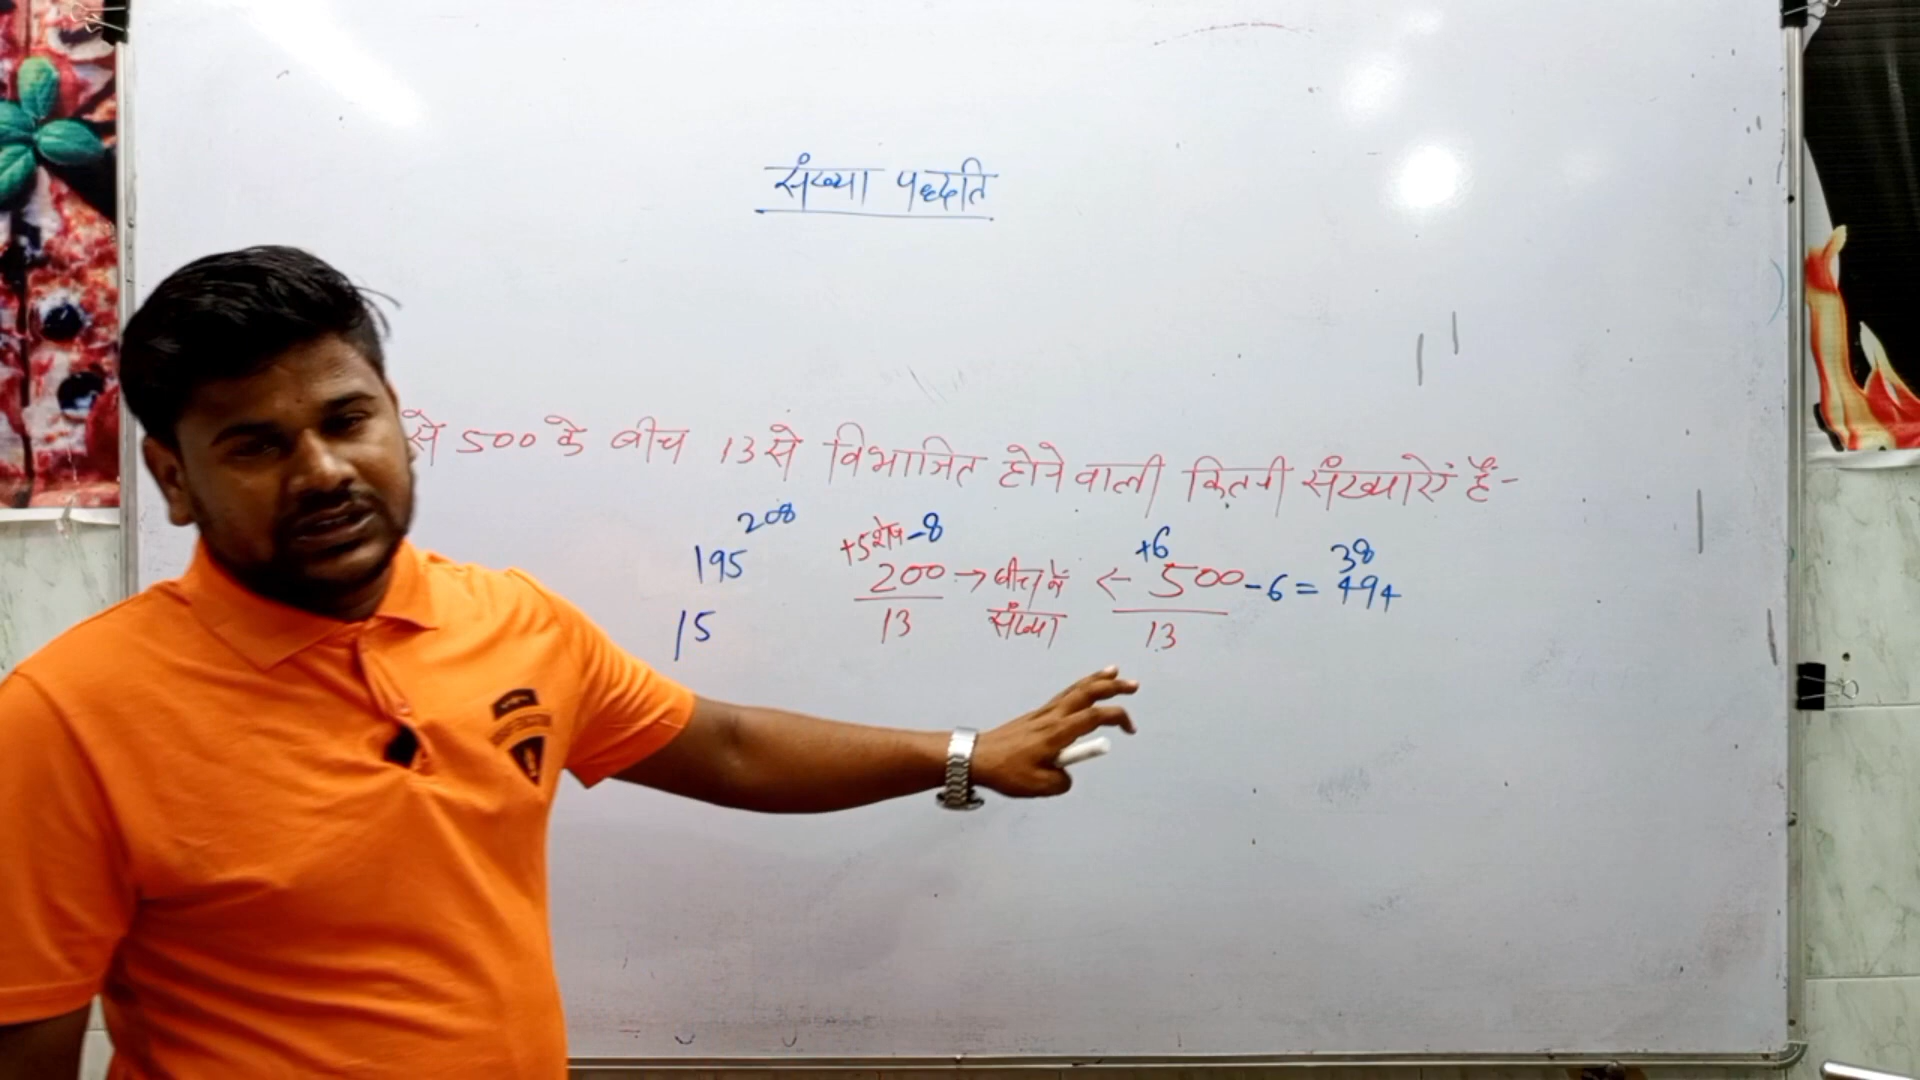 संख्या पद्धति
से 500 के बीच 13 से विभाजित होने वाली कितनी संख्याऐं हैं-
208
195
15
+5 शेष -8
200 → बीच में ← 500 - 6 = 494
13 संख्या 13
+6
38